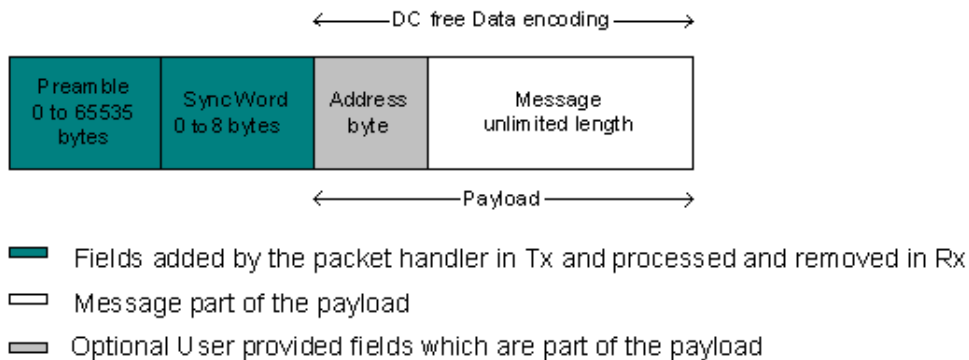 DC free Data encoding
Preamble
0 to 65535
bytes
Sync Word
0 to 8 bytes
Address
byte
Message
unlimited length
Payload
Fields added by the packet handler in Tx and processed and removed in Rx
Message part of the payload
Optional User provided fields which are part of the payload